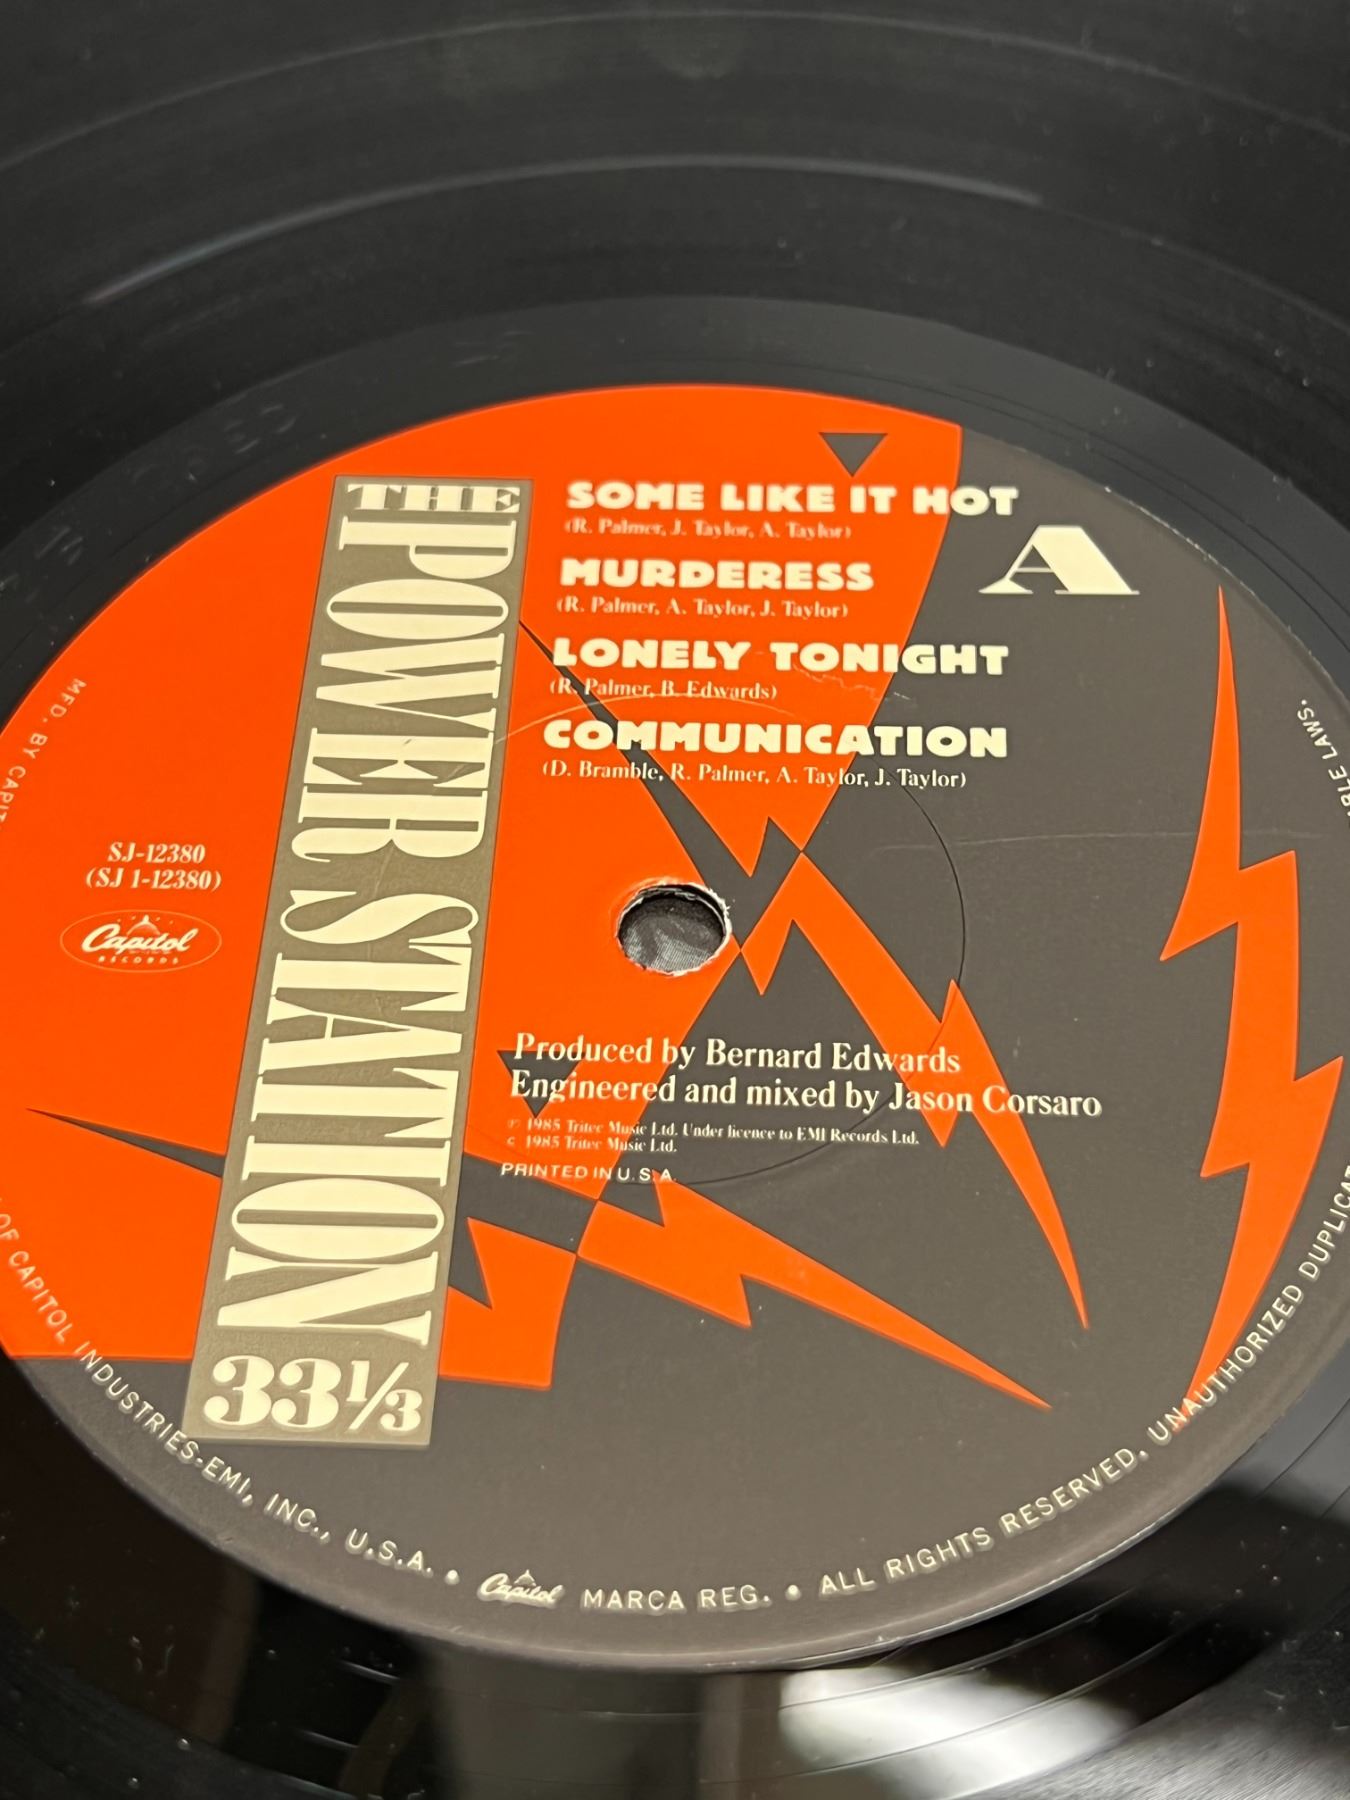 THE POWER STATION 33⅓
SOME LIKE IT HOT
(R. Palmer, J. Taylor, A. Taylor)
MURDERESS
(R. Palmer, A. Taylor, J. Taylor)
LONELY TONIGHT
(R. Palmer, B. Edwards)
COMMUNICATION
(D. Bramble, R. Palmer, A. Taylor, J. Taylor)
A
SJ-12380
(SJ 1-12380)
Capitol
RECORDS
Produced by Bernard Edwards
Engineered and mixed by Jason Corsaro
℗ 1985 Tritec Music Ltd. Under licence to EMI Records Ltd.
© 1985 Tritec Music Ltd.
PRINTED IN U.S.A.
MFD. BY
OF CAPITOL INDUSTRIES-EMI, INC., U.S.A. • Capitol MARCA REG. • ALL RIGHTS RESERVED. UNAUTHORIZED
LAWS.